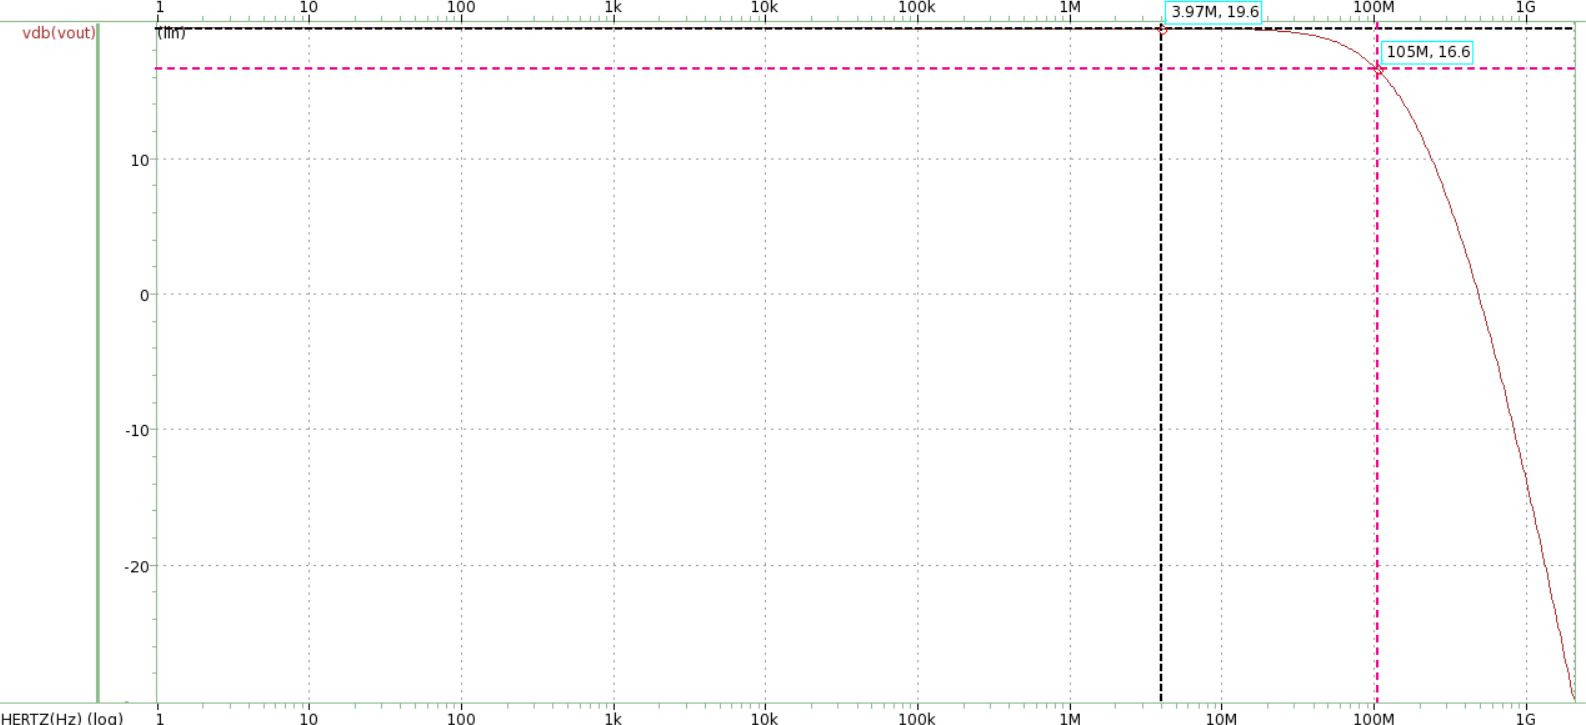 1 10 100 1k 10k 100k 1M 10M 100M 1G
3.97M, 19.6
vdb(vout) (lin)
105M, 16.6
10
0
-10
-20
HERTZ(Hz) (log) 1 10 100 1k 10k 100k 1M 10M 100M 1G